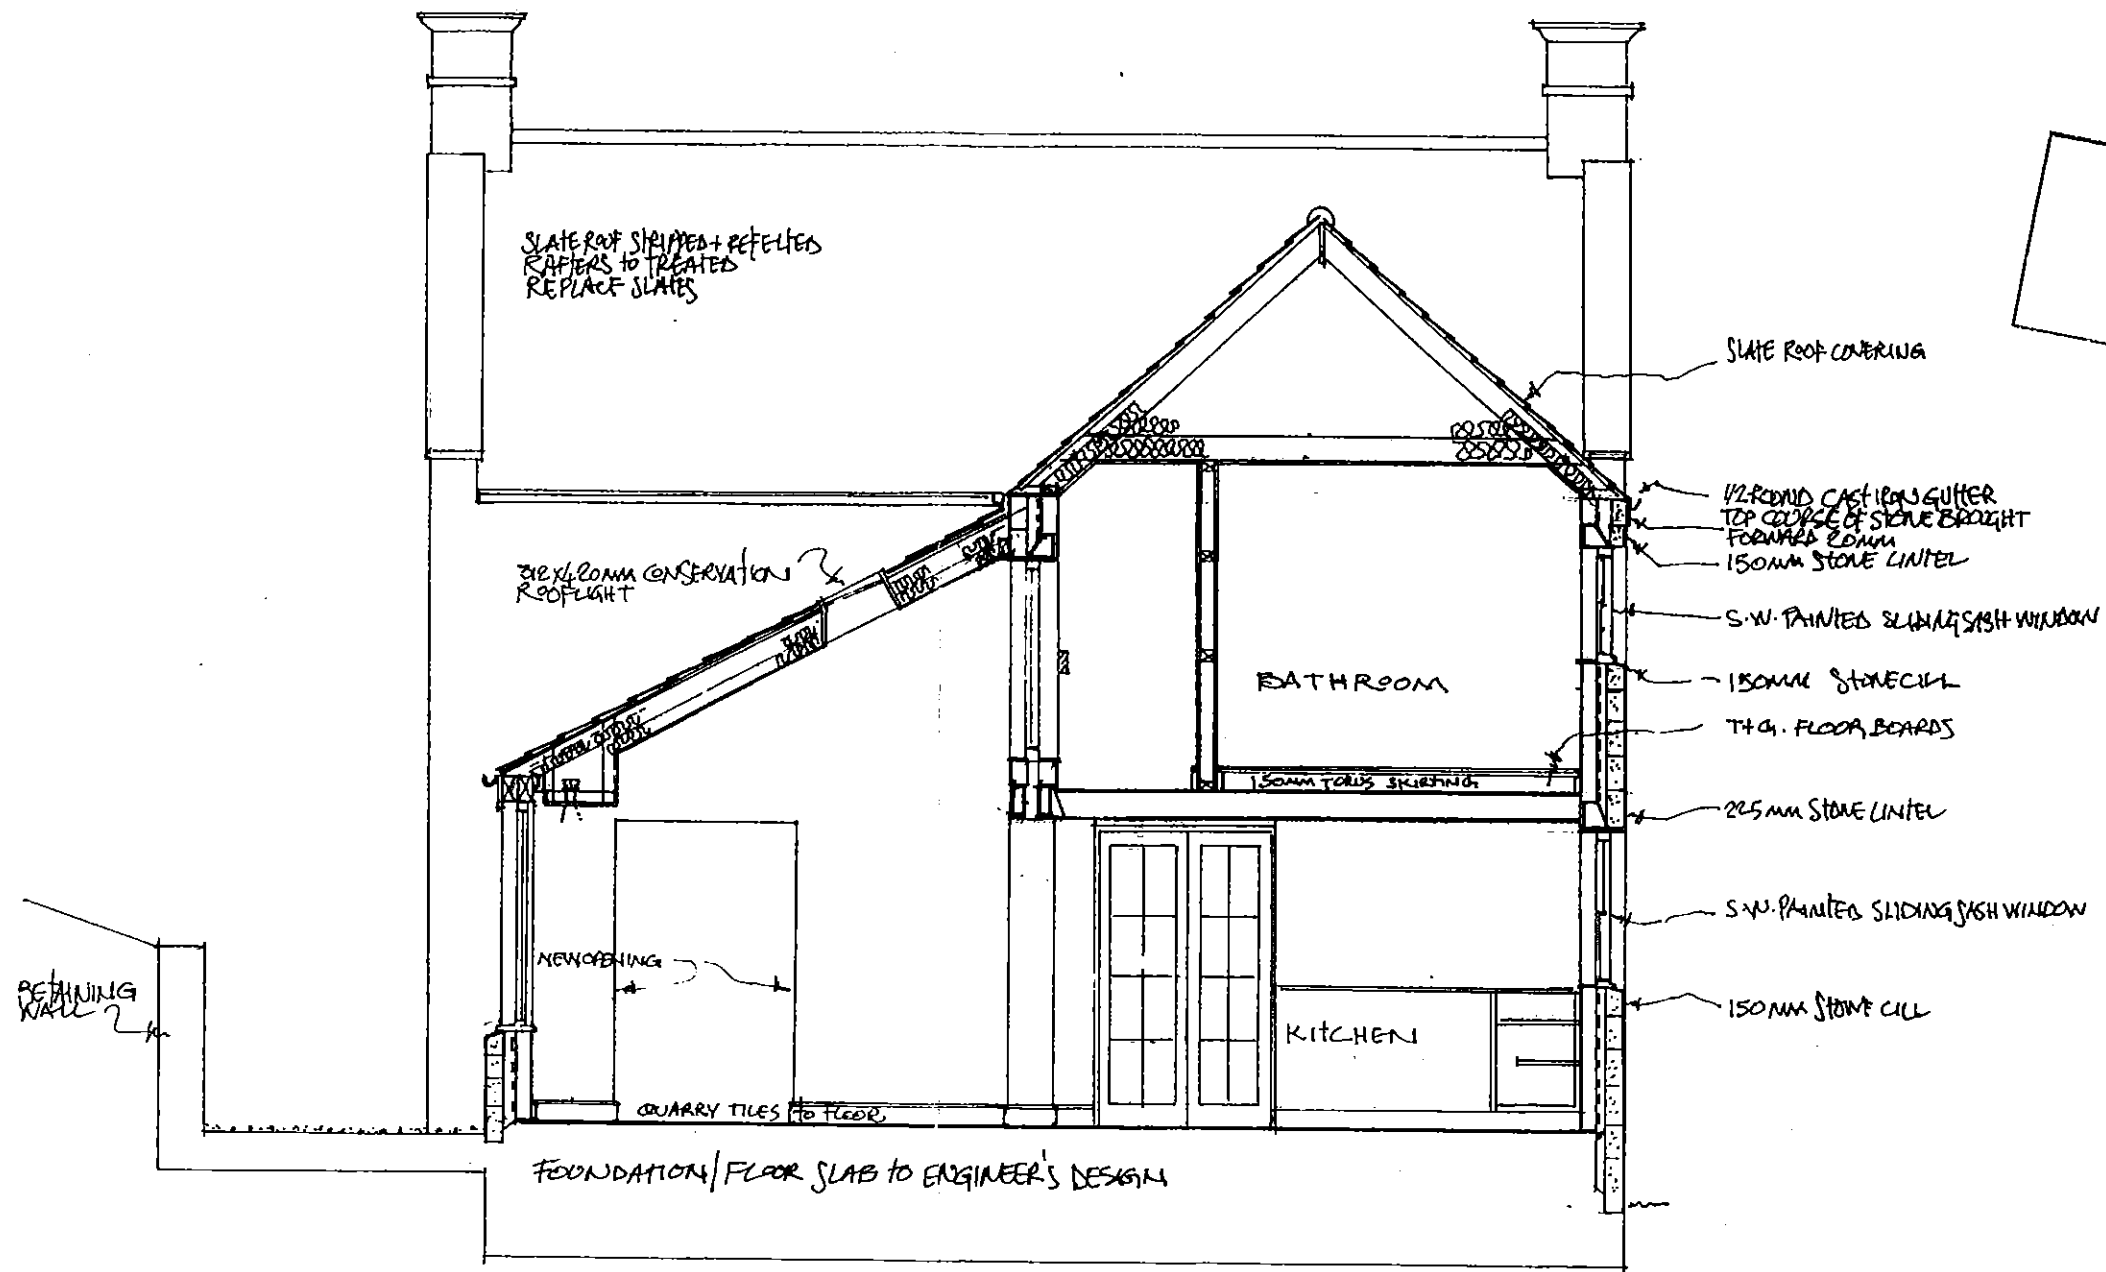 SLATE ROOF STRIPPED + REFELTED
RAFTERS to TREATED
REPLACE SLATES
SLATE ROOF COVERING
1/2 ROUND CAST IRON GUTTER
TOP COURSE OF STONE BROUGHT
FORWARD 20MM
150MM STONE LINTEL
X420MM CONSERVATION
ROOFLIGHT
S.W. PAINTED SLIDING SASH WINDOW
BATHROOM
150MM STONE CILL
T+G. FLOOR BOARDS
150MM TORUS SKIRTING
225MM STONE LINTEL
S.W. PAINTED SLIDING SASH WINDOW
NEW OPENING
RETAINING
WALL
150MM STONE CILL
KITCHEN
QUARRY TILES to FLOOR
FOUNDATION/FLOOR SLAB to ENGINEER'S DESIGN